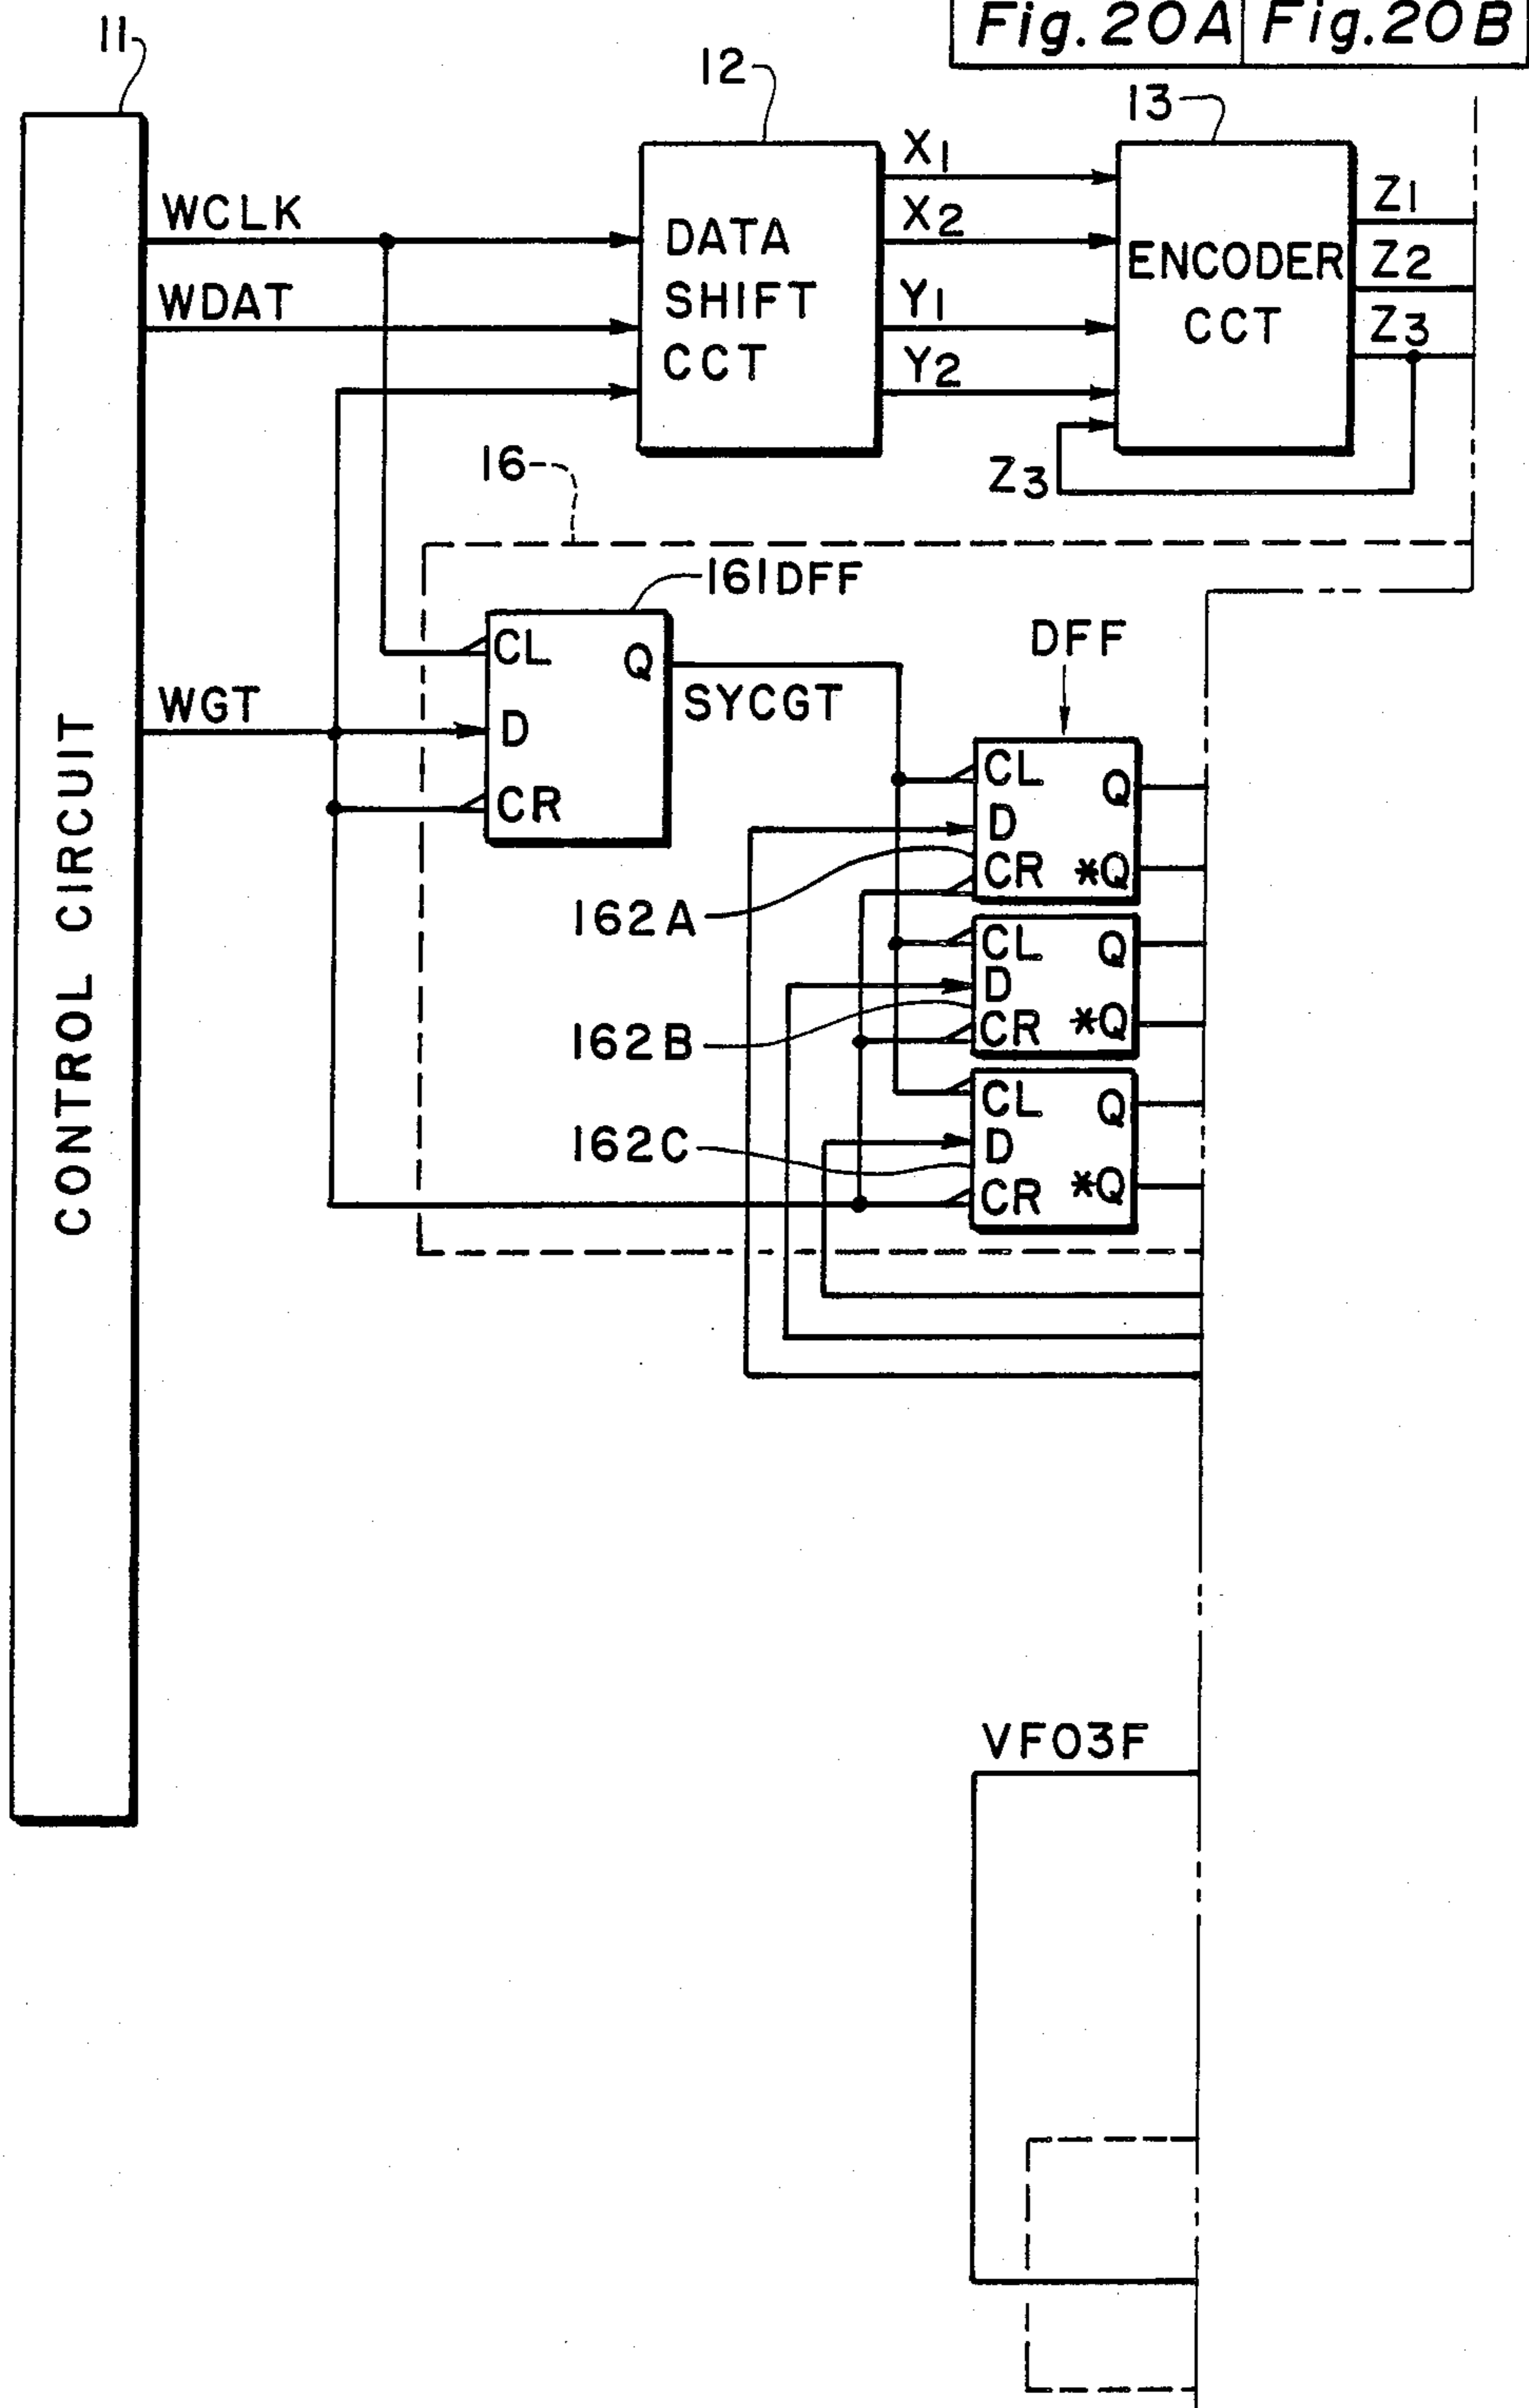 Fig. 20A Fig. 20B
11
12
13
WCLK
WDAT
DATA
SHIFT
CCT
X1
X2
Y1
Y2
ENCODER
CCT
Z1
Z2
Z3
Z3
16
161DFF
CL
Q
D
CR
SYCGT
WGT
CONTROL CIRCUIT
DFF
CL
Q
D
CR
*Q
162A
CL
Q
D
CR
*Q
162B
CL
Q
D
CR
*Q
162C
VFO3F